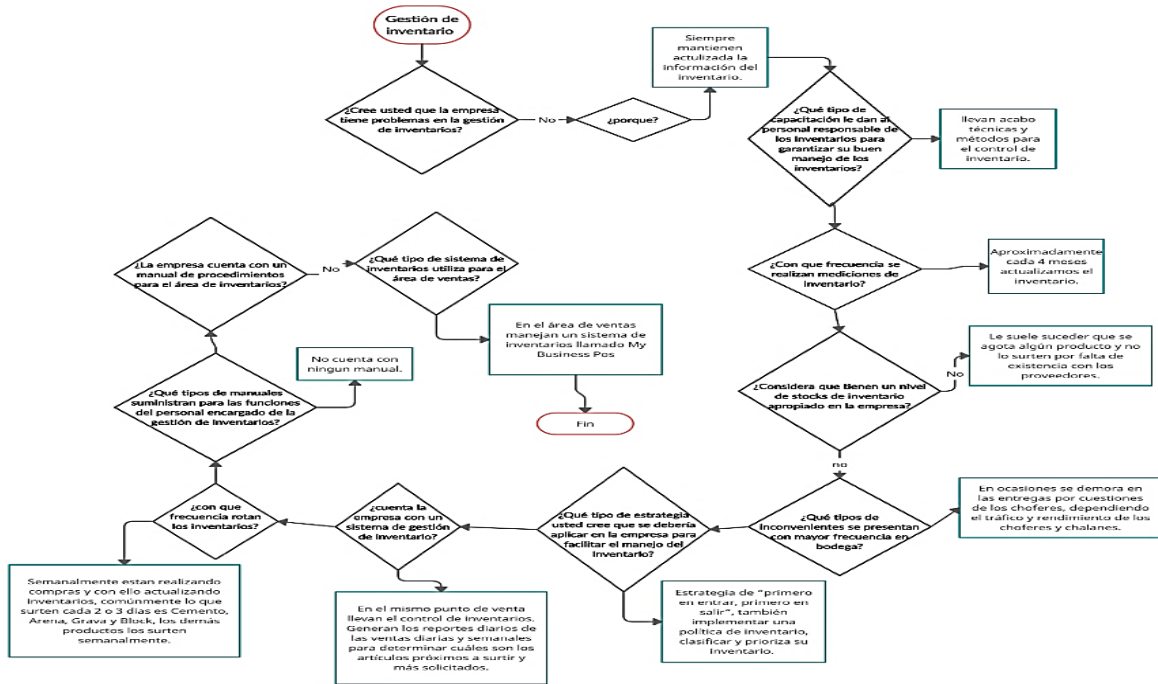 Gestión de
inventario
¿Cree usted que la empresa
tiene problemas en la gestión
de inventarios?
No
¿porque?
Siempre
mantienen
actulizada la
información del
inventario.
¿Qué tipo de
capacitación le dan al
personal responsable de
los inventarios para
garantizar su buen
manejo de los
inventarios?
llevan acabo
técnicas y
métodos para
el control de
inventario.
¿Con que frecuencia se
realizan mediciones de
inventario?
Aproximadamente
cada 4 meses
actualizamos el
inventario.
¿Considera que tienen un nivel
de stocks de inventario
apropiado en la empresa?
No
Le suele suceder que se
agota algún producto y no
lo surten por falta de
existencia con los
proveedores.
no
¿Qué tipos de
inconvenientes se presentan
con mayor frecuencia en
bodega?
En ocasiones se demora en
las entregas por cuestiones
de los choferes, dependiendo
el tráfico y rendimiento de los
choferes y chalanes.
¿Qué tipo de estrategia
usted cree que se debería
aplicar en la empresa para
facilitar el manejo del
inventario?
Estrategia de “primero
en entrar, primero en
salir”, también
implementar una
política de inventario,
clasificar y prioriza su
inventario.
¿cuenta la
empresa con un
sistema de gestión
de inventario?
En el mismo punto de venta
llevan el control de inventarios.
Generan los reportes diarios de
las ventas diarias y semanales
para determinar cuáles son los
artículos próximos a surtir y
más solicitados.
¿con que
frecuencia rotan
los inventarios?
Semanalmente estan realizando
compras y con ello actualizando
inventarios, comúnmente lo que
surten cada 2 o 3 dias es Cemento,
Arena, Grava y Block, los demás
productos los surten
semanalmente.
¿Qué tipos de manuales
suministran para las funciones
del personal encargado de la
gestión de inventarios?
No cuenta con
ningun manual.
¿La empresa cuenta con un
manual de procedimientos
para el área de inventarios?
No
¿Qué tipo de sistema de
inventarios utiliza para el
área de ventas?
En el área de ventas
manejan un sistema de
inventarios llamado My
Business Pos
Fin